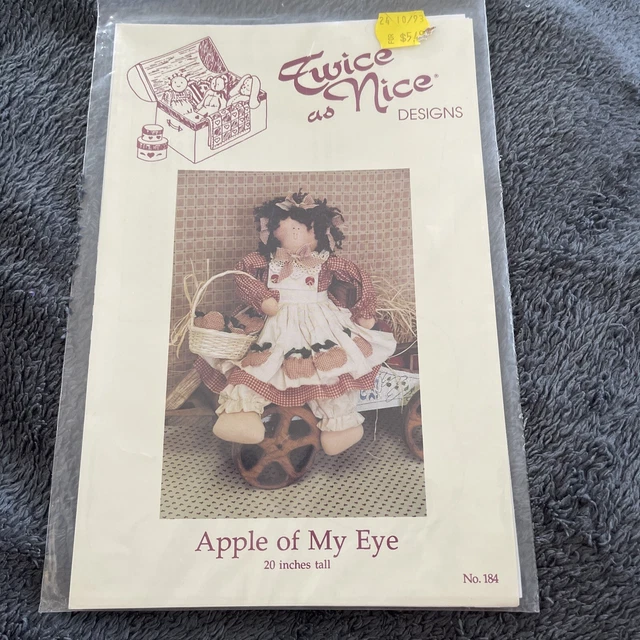 Twice
as Nice®
DESIGNS
Apple of My Eye
20 inches tall
No. 184